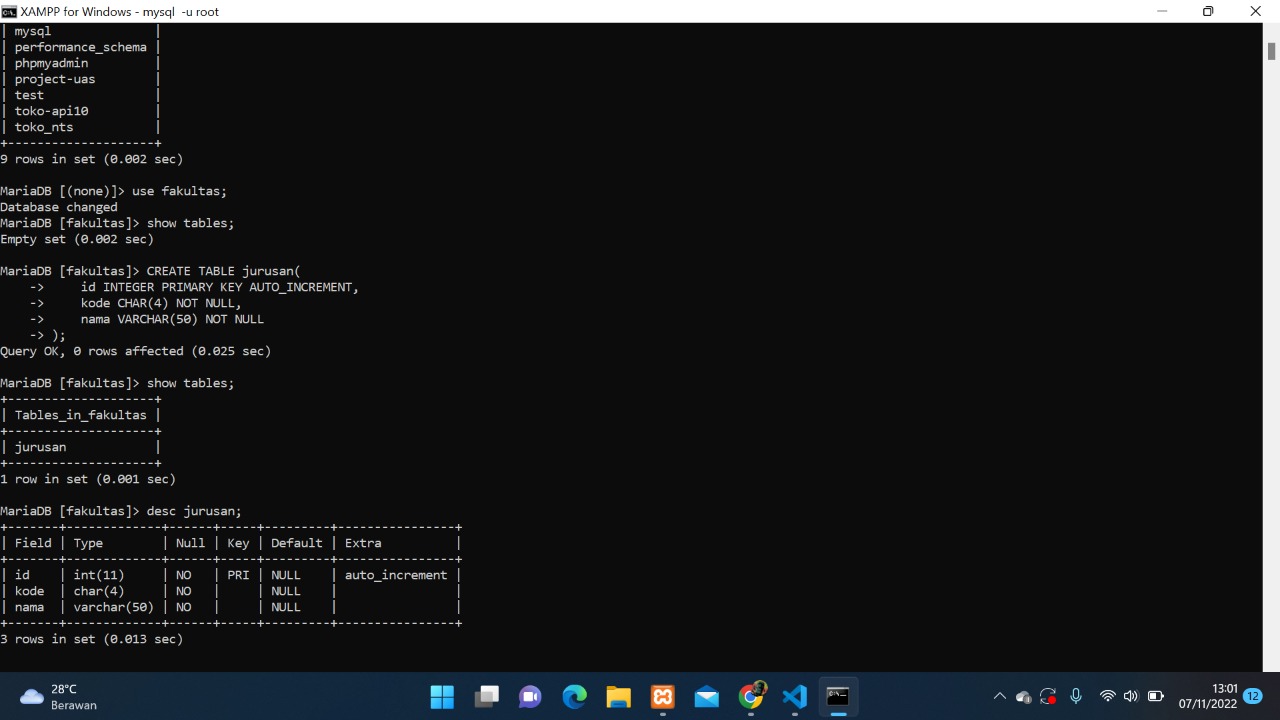 XAMPP for Windows - mysql  -u root
| mysql              |
| performance_schema |
| phpmyadmin         |
| project-uas        |
| test               |
| toko-api10         |
| toko_nts           |
+--------------------+
9 rows in set (0.002 sec)
MariaDB [(none)]> use fakultas;
Database changed
MariaDB [fakultas]> show tables;
Empty set (0.002 sec)
MariaDB [fakultas]> CREATE TABLE jurusan(
    ->     id INTEGER PRIMARY KEY AUTO_INCREMENT,
    ->     kode CHAR(4) NOT NULL,
    ->     nama VARCHAR(50) NOT NULL
    -> );
Query OK, 0 rows affected (0.025 sec)
MariaDB [fakultas]> show tables;
+--------------------+
| Tables_in_fakultas |
+--------------------+
| jurusan            |
+--------------------+
1 row in set (0.001 sec)
MariaDB [fakultas]> desc jurusan;
+-------+-------------+------+-----+---------+----------------+
| Field | Type        | Null | Key | Default | Extra          |
+-------+-------------+------+-----+---------+----------------+
| id    | int(11)     | NO   | PRI | NULL    | auto_increment |
| kode  | char(4)     | NO   |     | NULL    |                |
| nama  | varchar(50) | NO   |     | NULL    |                |
+-------+-------------+------+-----+---------+----------------+
3 rows in set (0.013 sec)
28°C
Berawan
13:01
07/11/2022
12